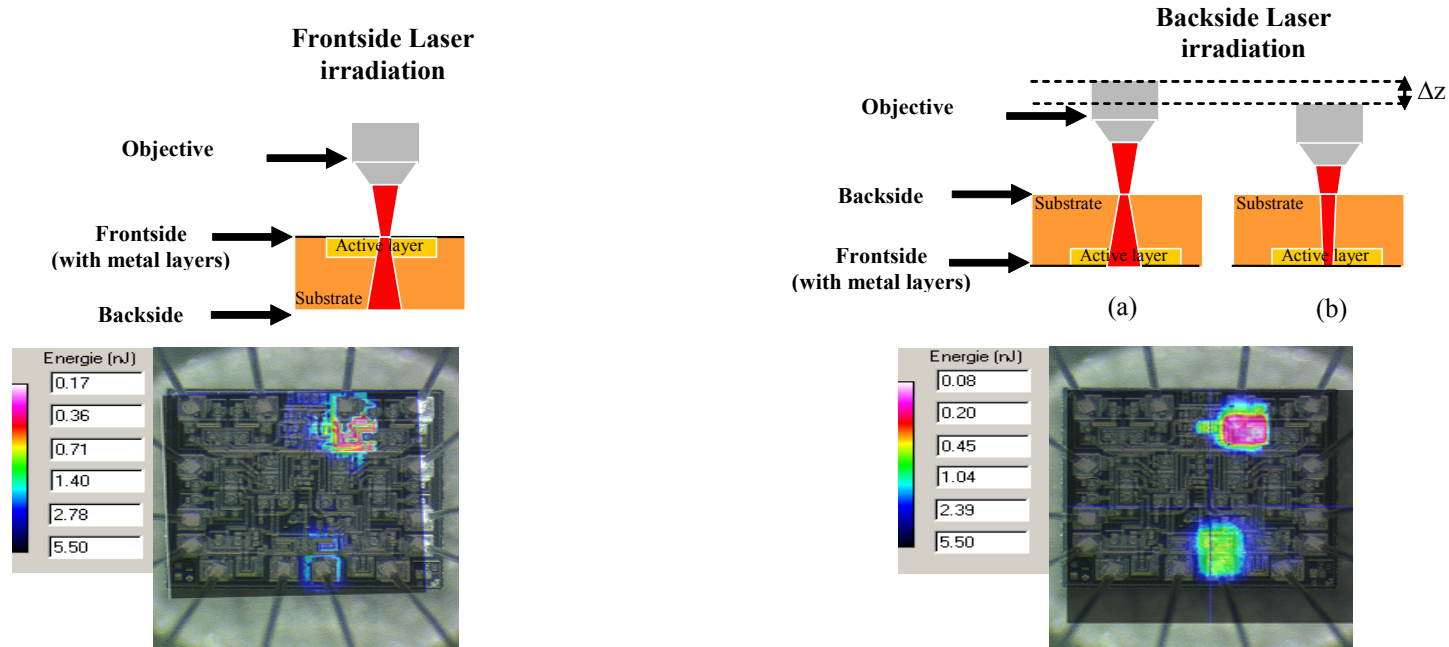 Frontside Laser
irradiation
Objective
Frontside
(with metal layers)
Active layer
Substrate
Backside
Energie (nJ)
0.17
0.36
0.71
1.40
2.78
5.50
Backside Laser
irradiation
Δz
Objective
Backside
Substrate
Substrate
Frontside
(with metal layers)
Active layer
Active layer
(a)
(b)
Energie (nJ)
0.08
0.20
0.45
1.04
2.39
5.50